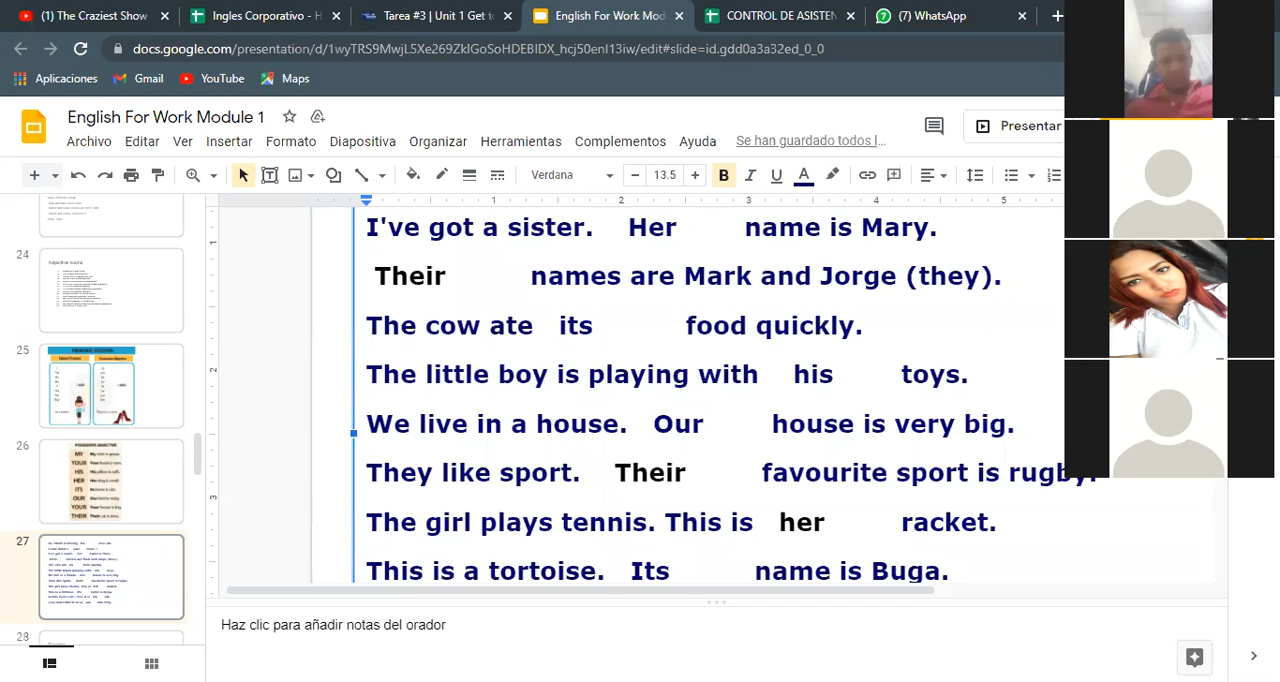 (1) The Craziest Show
Ingles Corporativo - H
Tarea #3 | Unit 1 Get t
English For Work Mod
CONTROL DE ASISTEN
(7) WhatsApp
docs.google.com/presentation/d/1wyTRS9MwjL5Xe269ZklGoSoHDEBIDX_hcj50enl13iw/edit#slide=id.gdd0a3a32ed_0_0
Aplicaciones Gmail YouTube Maps
English For Work Module 1
Archivo Editar Ver Insertar Formato Diapositiva Organizar Herramientas Complementos Ayuda Se han guardado todos l...
Presentar
Verdana 13.5
24
25
26
POSSESSIVE ADJECTIVE
MY
YOUR
HIS
HER
ITS
OUR
YOUR
THEIR
27
28
I've got a sister. Her name is Mary.
Their names are Mark and Jorge (they).
The cow ate its food quickly.
The little boy is playing with his toys.
We live in a house. Our house is very big.
They like sport. Their favourite sport is rugby.
The girl plays tennis. This is her racket.
This is a tortoise. Its name is Buga.
Haz clic para añadir notas del orador